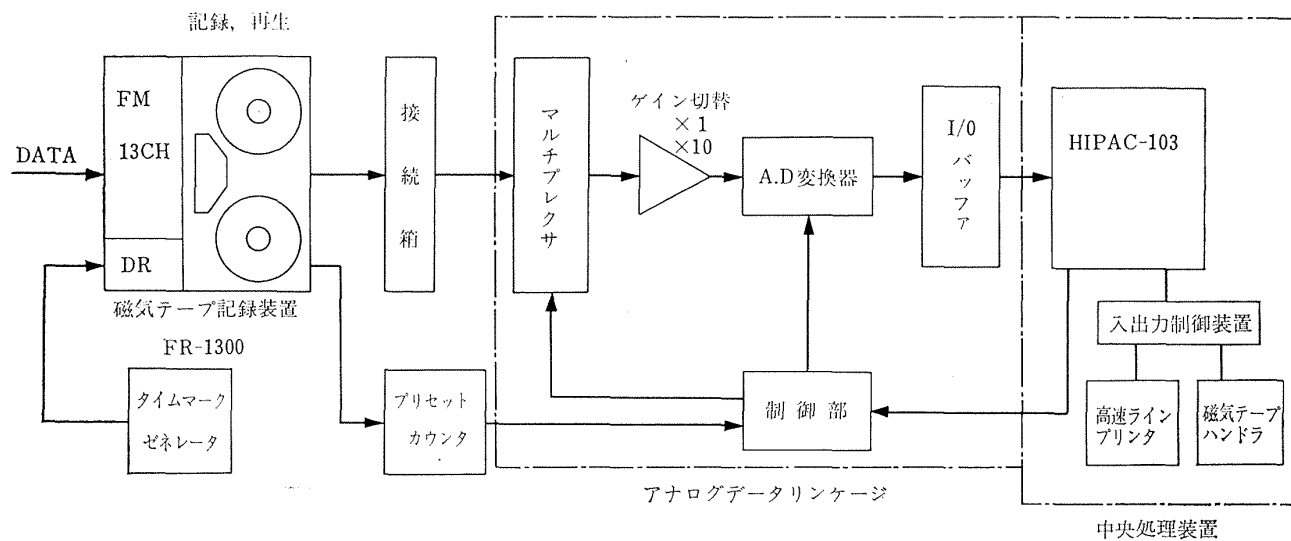 記録, 再生
FM
13CH
DATA
DR
磁気テープ記録装置
FR-1300
タイムマーク
ゼネレータ
接続箱
プリセット
カウンタ
マルチプレクサ
ゲイン切替
×1
×10
A.D変換器
I/0バッファ
制御部
アナログデータリンケージ
HIPAC-103
入出力制御装置
高速ライン
プリンタ
磁気テープ
ハンドラ
中央処理装置